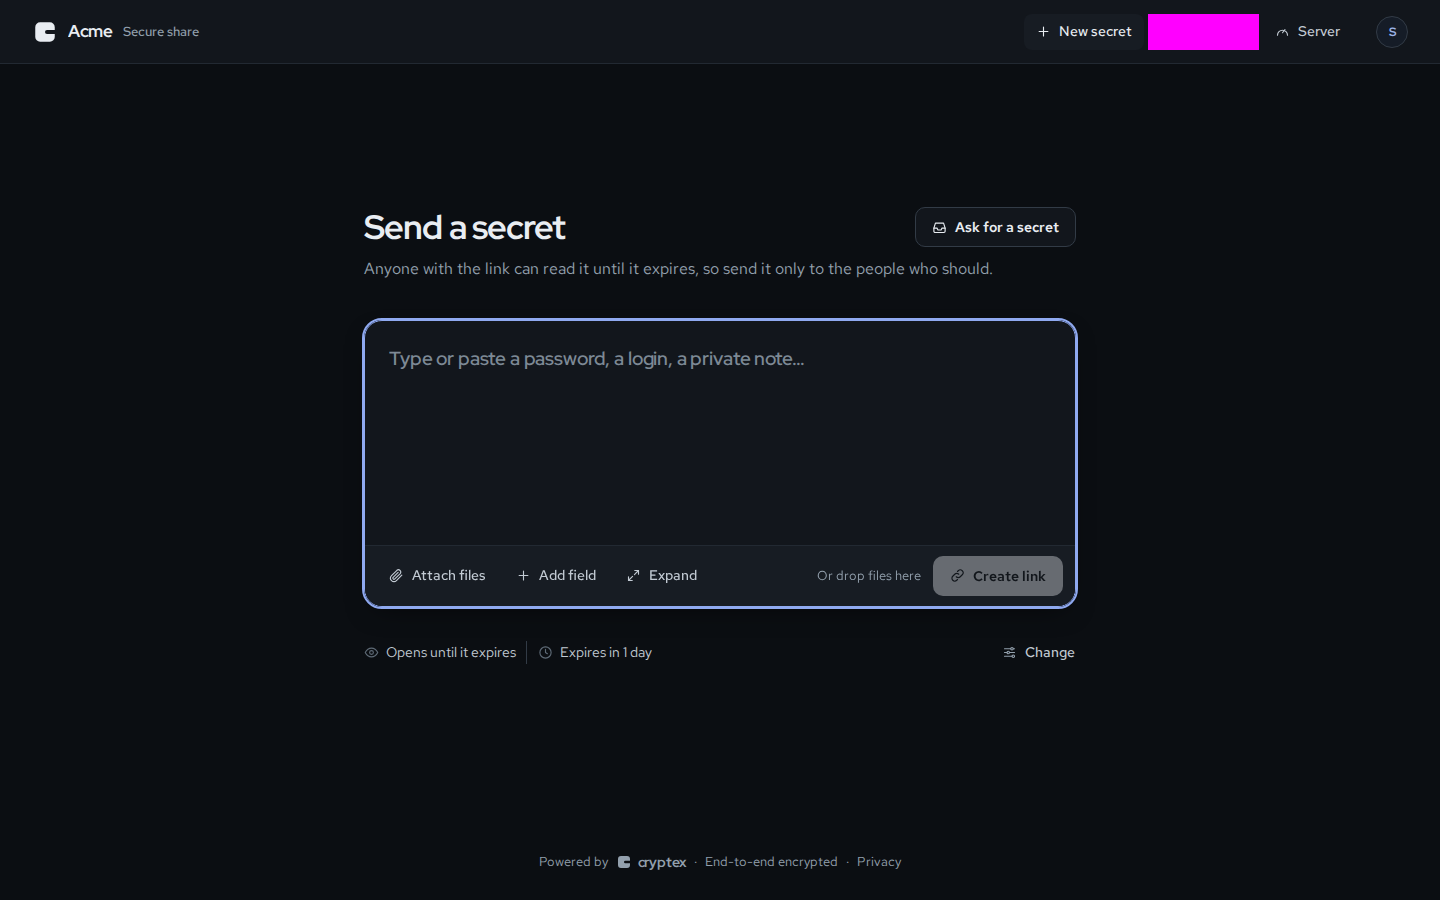 Acme Secure share
New secret
Server
S
Send a secret
Ask for a secret
Anyone with the link can read it until it expires, so send it only to the people who should.
Type or paste a password, a login, a private note...
Attach files
Add field
Expand
Or drop files here
Create link
Opens until it expires
Expires in 1 day
Change
Powered by cryptex · End-to-end encrypted · Privacy